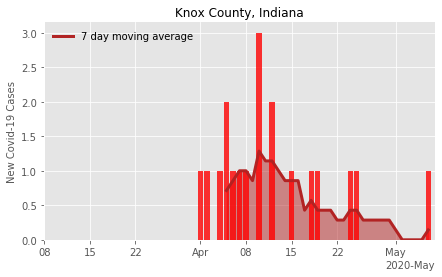 Knox County, Indiana
7 day moving average
New Covid-19 Cases
3.0
2.5
2.0
1.5
1.0
0.5
0.0
08 15 22 Apr 08 15 22 May
2020-May